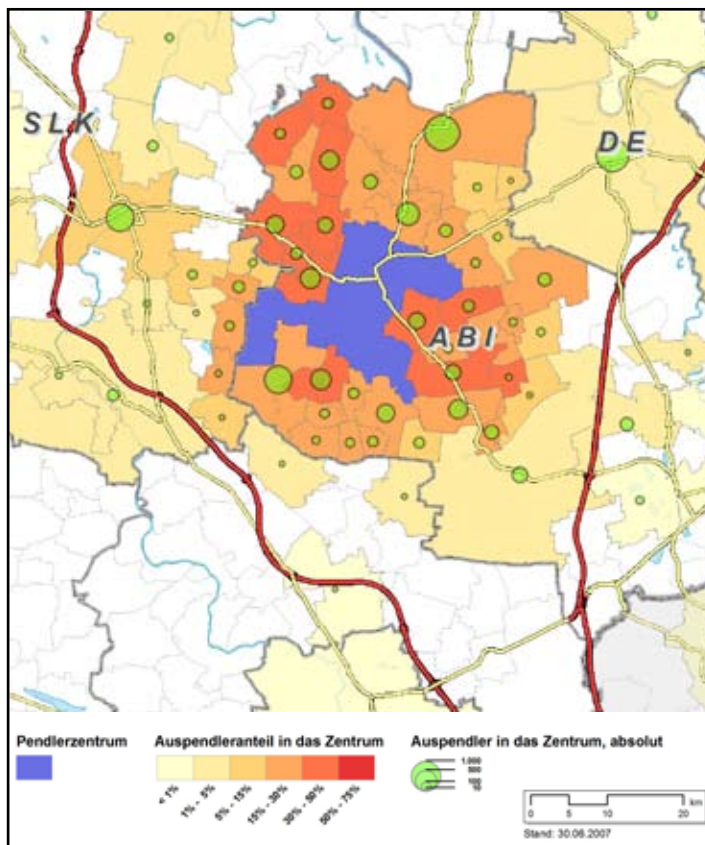 SLK
DE
ABI
Pendlerzentrum
Auspendleranteil in das Zentrum
Auspendler in das Zentrum, absolut
< 1%
1% - 5%
5% - 15%
15% - 30%
30% - 50%
50% - 75%
1.000
500
100
0 5 10 20
km
Stand: 30.06.2007